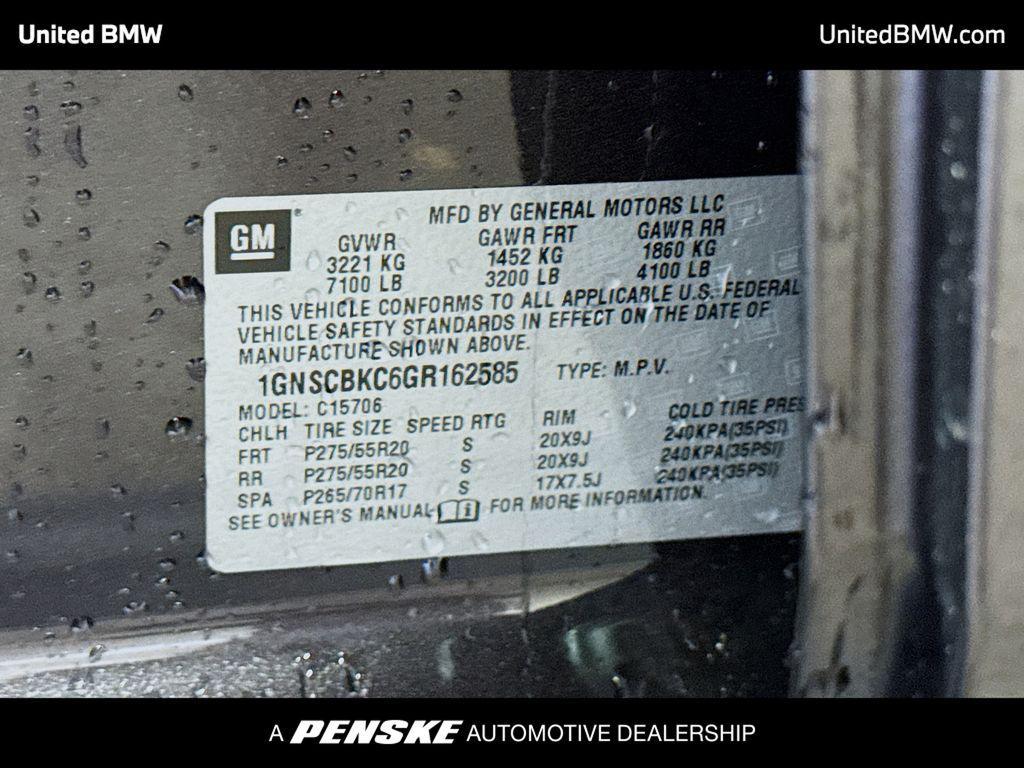 United BMW
UnitedBMW.com
GM
MFD BY GENERAL MOTORS LLC
GVWR GAWR FRT GAWR RR
3221 KG 1452 KG 1860 KG
7100 LB 3200 LB 4100 LB
THIS VEHICLE CONFORMS TO ALL APPLICABLE U.S. FEDERAL
VEHICLE SAFETY STANDARDS IN EFFECT ON THE DATE OF
MANUFACTURE SHOWN ABOVE.
1GNSCBKC6GR162585 TYPE: M.P.V.
MODEL: C15706
CHLH TIRE SIZE SPEED RTG RIM COLD TIRE PRES
FRT P275/55R20 S 20X9J 240KPA(35PSI)
RR P275/55R20 S 20X9J 240KPA(35PSI)
SPA P265/70R17 S 17X7.5J 240KPA(35PSI)
SEE OWNER'S MANUAL FOR MORE INFORMATION.
A PENSKE AUTOMOTIVE DEALERSHIP